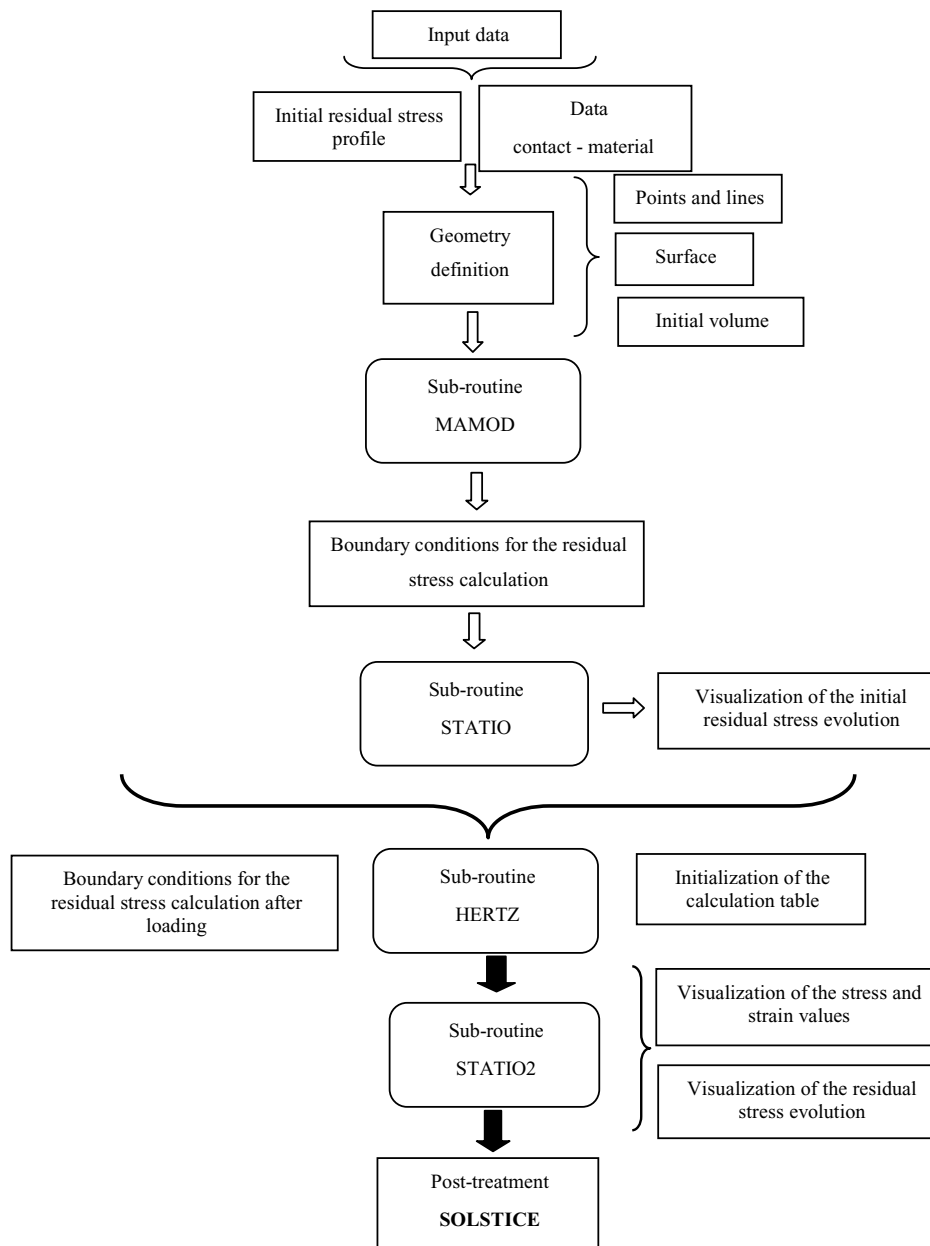 Input data
Initial residual stress
profile
Data
contact - material
Points and lines
Geometry
definition
Surface
Initial volume
Sub-routine
MAMOD
Boundary conditions for the residual
stress calculation
Sub-routine
STATIO
Visualization of the initial
residual stress evolution
Boundary conditions for the
residual stress calculation after
loading
Sub-routine
HERTZ
Initialization of the
calculation table
Visualization of the stress and
strain values
Sub-routine
STATIO2
Visualization of the residual
stress evolution
Post-treatment
SOLSTICE